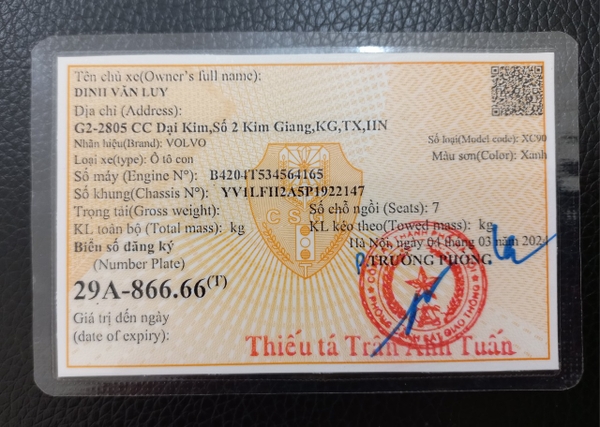 Tên chủ xe(Owner's full name):
DINH VĂN LUY
Địa chỉ (Address):
G2-2805 CC Dại Kim,Số 2 Kim Giang,KG,TX,HN
Nhãn hiệu(Brand): VOLVO Số loại(Model code): XC90
Loại xe(type): Ô tô con Màu sơn(Color): Xanh
Số máy (Engine Nº): B4204T534564165
Số khung(Chassis Nº): YV1LFH2A5P1922147
Trọng tải(Gross weight): Số chỗ ngồi (Seats): 7
KL toàn bộ (Total mass): kg KL kéo theo(Towed mass): kg
Biển số đăng ký Hà Nội, ngày 04 tháng 03 năm
(Number Plate) P TRƯỞNG PHÒNG
29A-866.66(T)
Giá trị đến ngày
(date of expiry):
Thiếu tá Trần Anh Tuấn